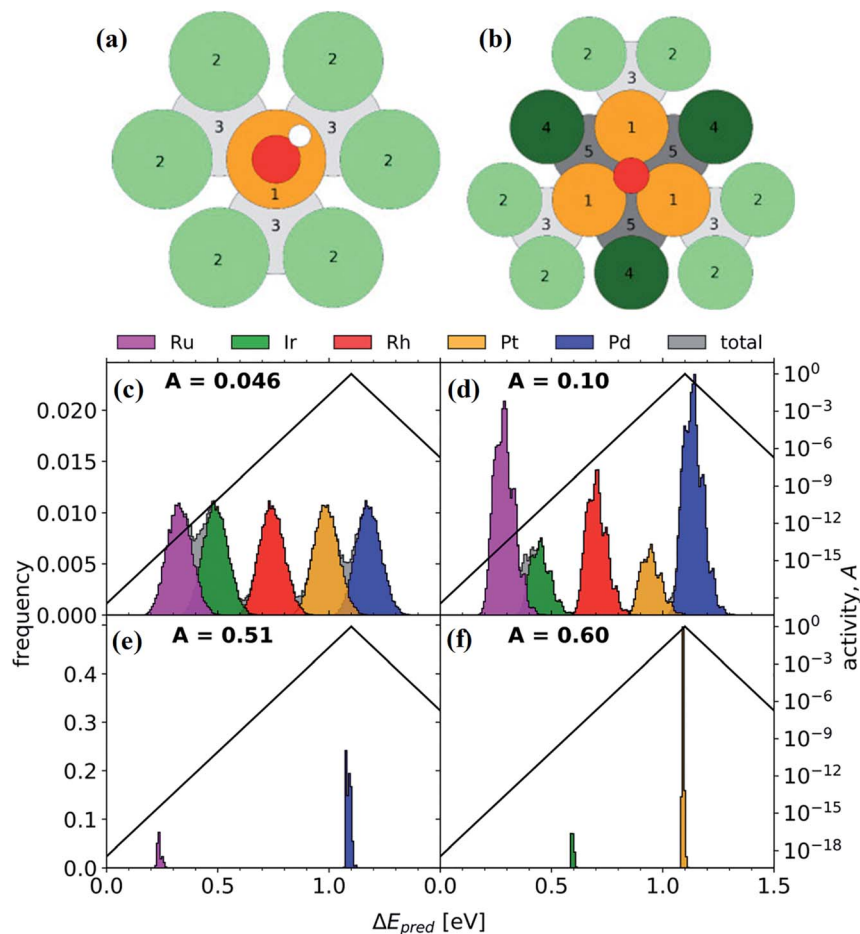 (a)
(b)
2 2
3 3
2 2
1
3
2 2
2 2
3
4 1 4
5 5
2 1 1 2
3 5 3
2 4 2
2 2
Ru Ir Rh Pt Pd total
(c) A = 0.046
(d) A = 0.10
0.020
0.015
0.010
0.005
0.000
10⁰
10⁻³
10⁻⁶
10⁻⁹
10⁻¹²
10⁻¹⁵
(e) A = 0.51
(f) A = 0.60
0.4
0.3
0.2
0.1
0.0
10⁰
10⁻³
10⁻⁶
10⁻⁹
10⁻¹²
10⁻¹⁵
10⁻¹⁸
frequency
activity, A
0.0 0.5 1.0 0.0 0.5 1.0 1.5
ΔE_pred [eV]